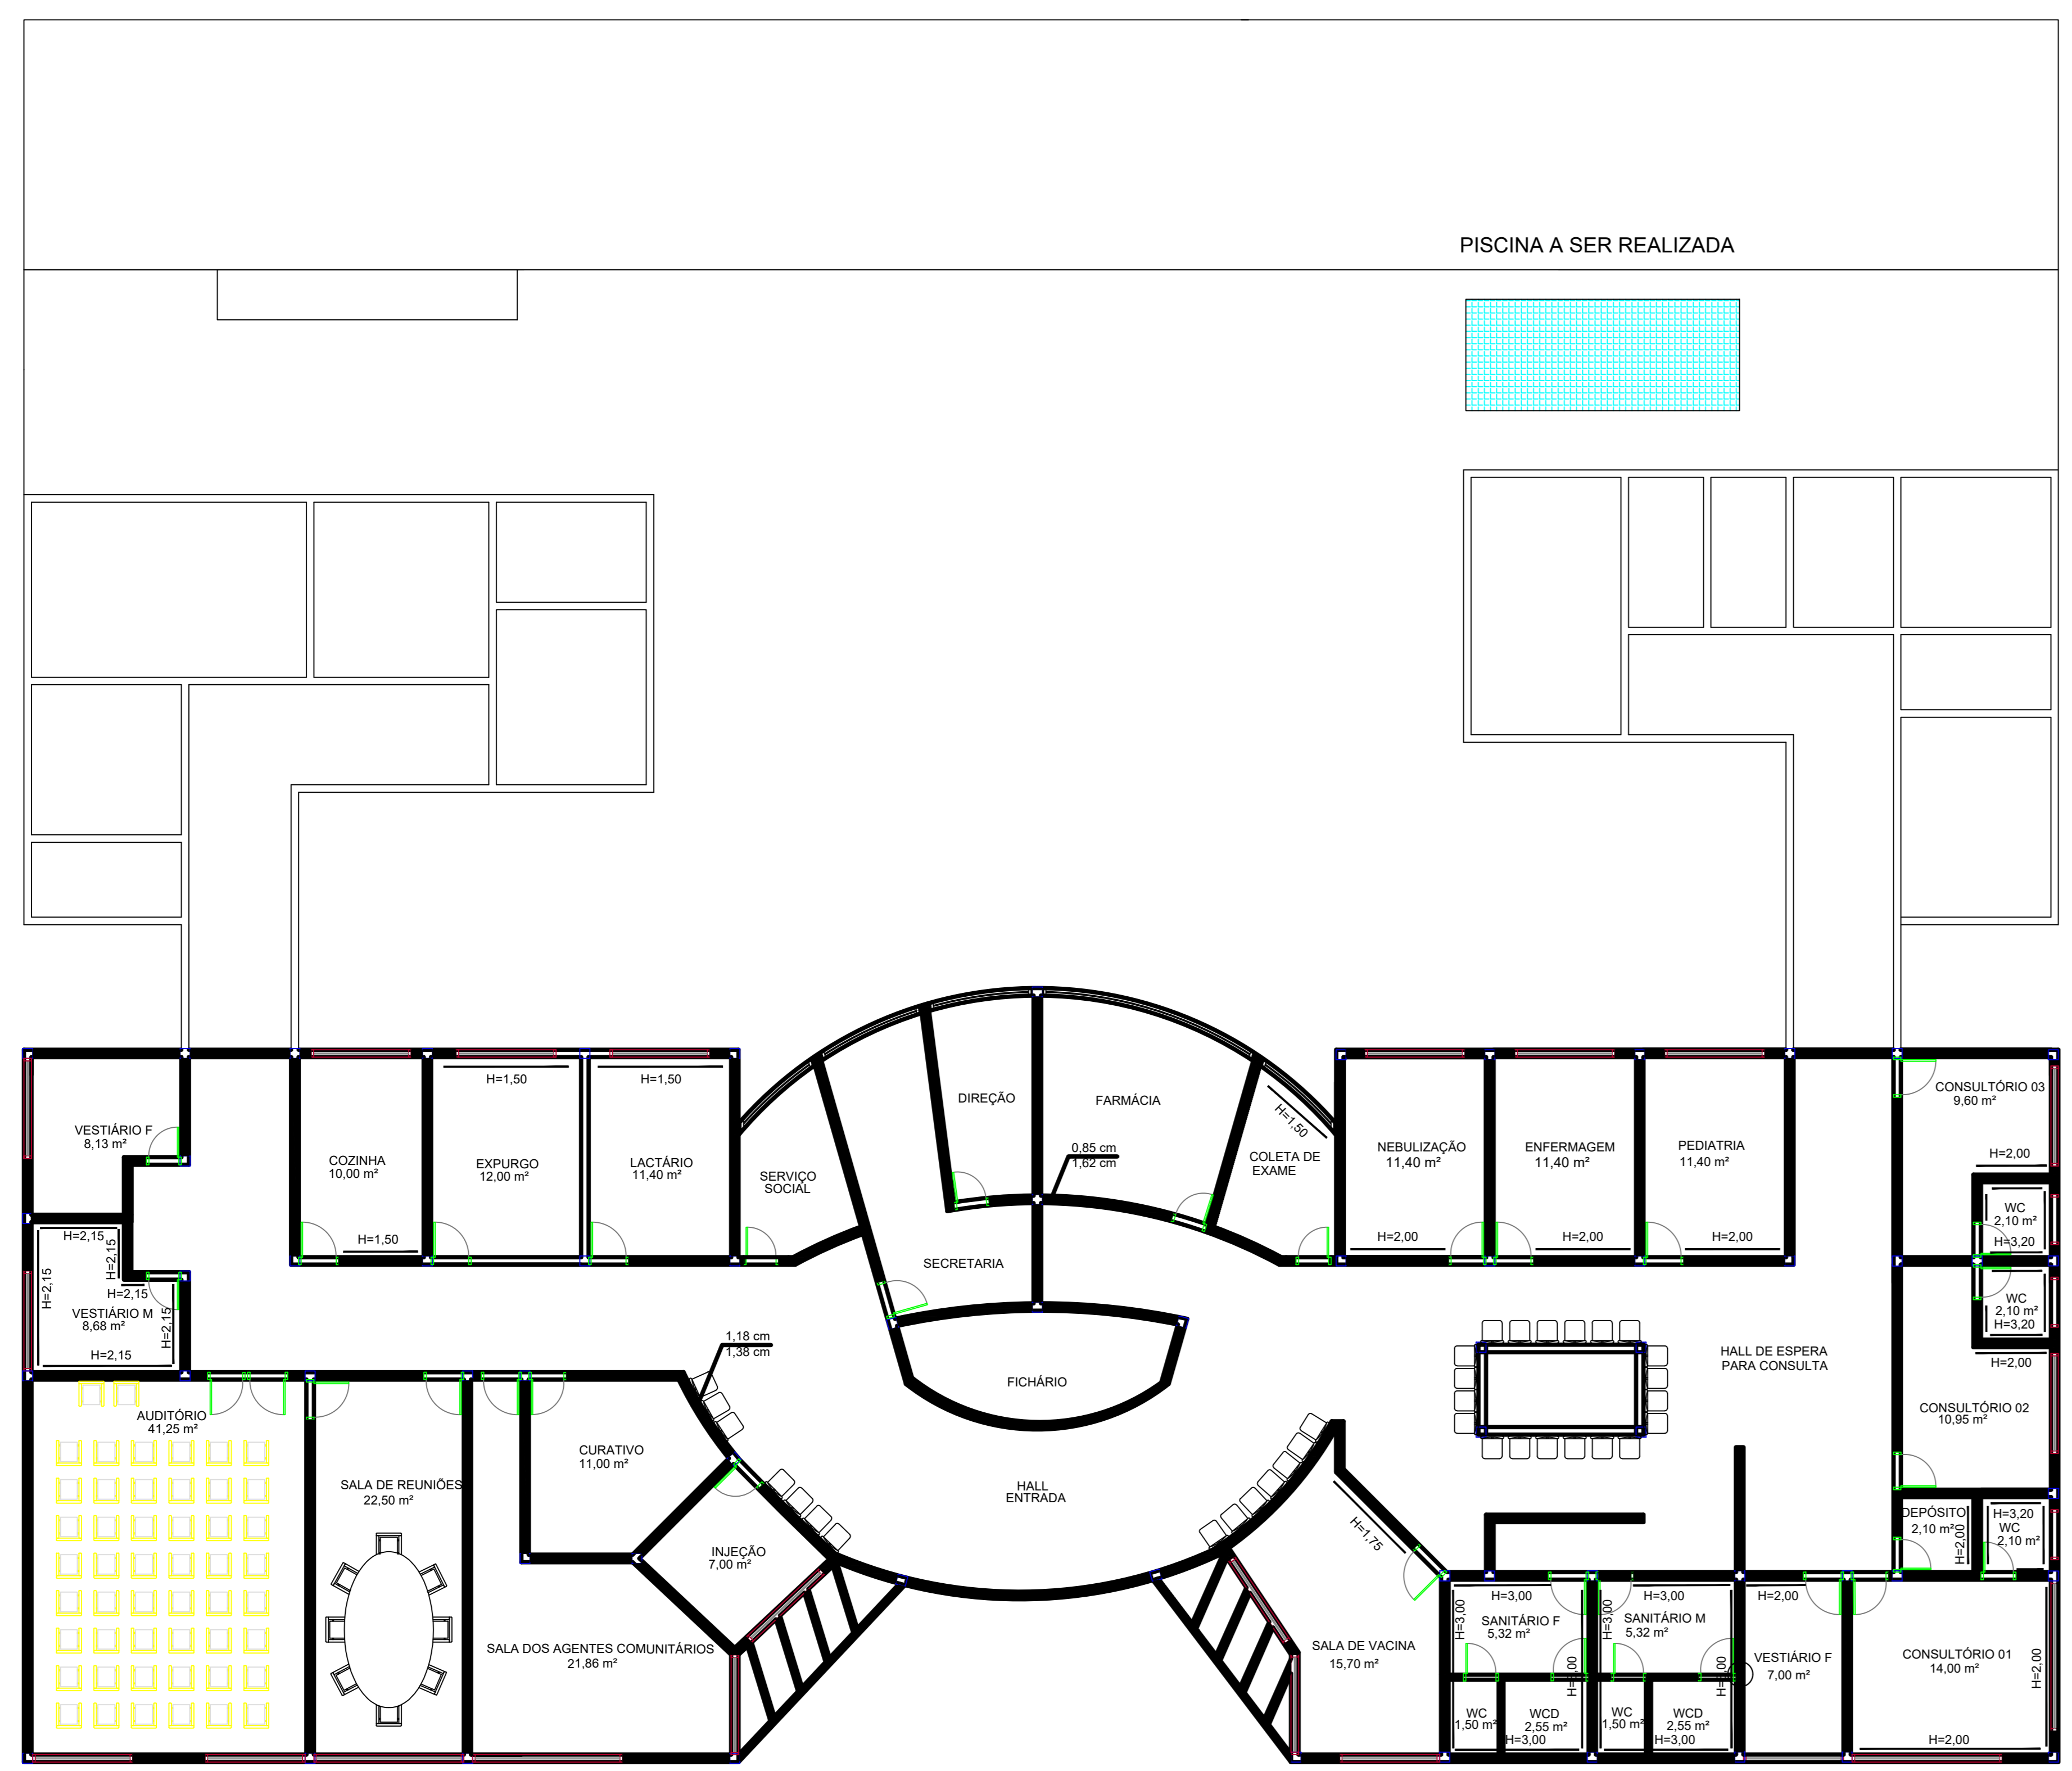 PISCINA A SER REALIZADA
VESTIÁRIO F
8,13 m²
COZINHA
10,00 m²
H=1,50
H=1,50
EXPURGO
12,00 m²
H=1,50
LACTÁRIO
11,40 m²
SERVIÇO
SOCIAL
DIREÇÃO
FARMÁCIA
0,85 cm
1,62 cm
H=1,50
COLETA DE
EXAME
SECRETARIA
NEBULIZAÇÃO
11,40 m²
H=2,00
ENFERMAGEM
11,40 m²
H=2,00
PEDIATRIA
11,40 m²
H=2,00
CONSULTÓRIO 03
9,60 m²
H=2,00
WC
2,10 m²
H=3,20
WC
2,10 m²
H=3,20
H=2,00
H=2,15
H=2,15
H=2,15
H=2,15
VESTIÁRIO M
8,68 m²
H=2,15
H=2,15
1,18 cm
1,38 cm
FICHÁRIO
HALL DE ESPERA
PARA CONSULTA
CONSULTÓRIO 02
10,95 m²
AUDITÓRIO
41,25 m²
SALA DE REUNIÕES
22,50 m²
CURATIVO
11,00 m²
HALL
ENTRADA
INJEÇÃO
7,00 m²
H=1,75
DEPÓSITO
2,10 m²
H=2,00
H=3,20
WC
2,10 m²
SALA DOS AGENTES COMUNITÁRIOS
21,86 m²
SALA DE VACINA
15,70 m²
H=3,00
H=3,00
SANITÁRIO F
5,32 m²
H=3,00
H=3,00
H=3,00
SANITÁRIO M
5,32 m²
H=3,00
H=2,00
VESTIÁRIO F
7,00 m²
CONSULTÓRIO 01
14,00 m²
H=2,00
WC
1,50 m²
WCD
2,55 m²
H=3,00
WC
1,50 m²
WCD
2,55 m²
H=3,00
H=2,00